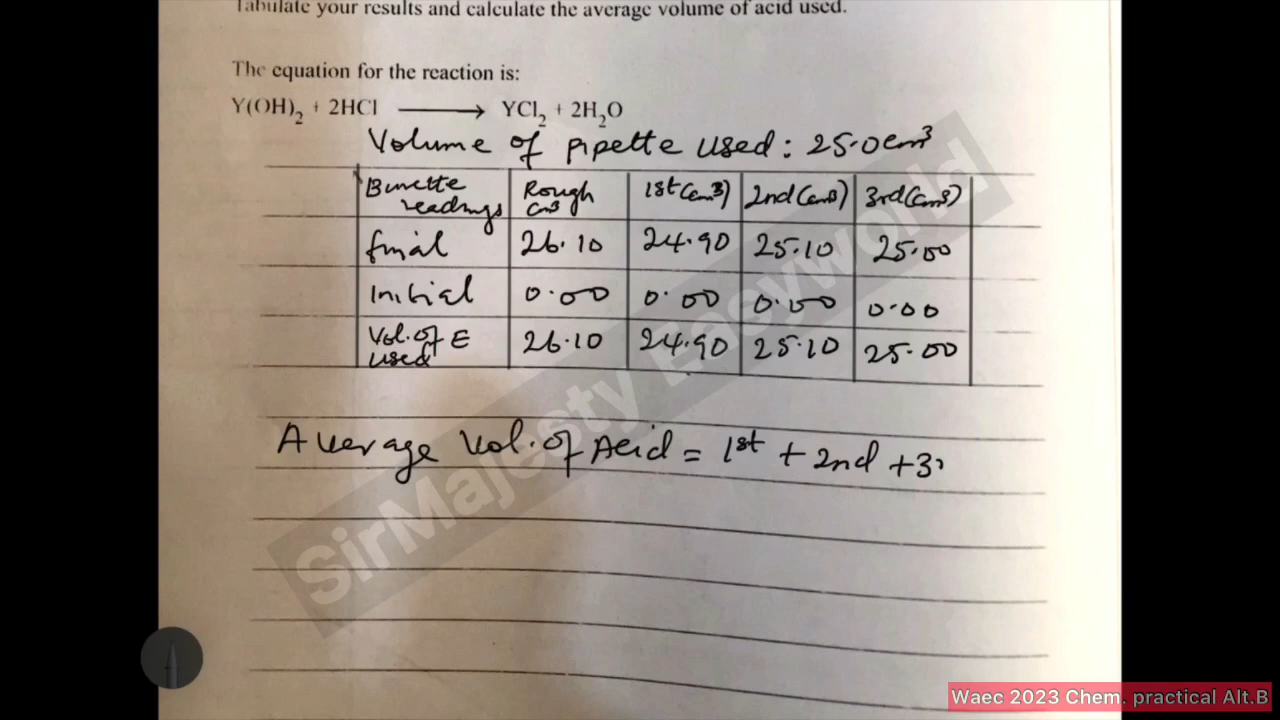 Tabulate your results and calculate the average volume of acid used.
The equation for the reaction is:
Y(OH)₂ + 2HCl ⟶ YCl₂ + 2H₂O
Volume of pipette used: 25.0cm³
Burette readings | Rough cm³ | 1st (cm³) | 2nd (cm³) | 3rd (cm³)
final | 26.10 | 24.90 | 25.10 | 25.00
Initial | 0.00 | 0.00 | 0.00 | 0.00
Vol. of E used | 26.10 | 24.90 | 25.10 | 25.00
Average Vol. of Acid = 1st + 2nd + 3
SirMajesty Easyworld
Waec 2023 Chem. practical Alt.B